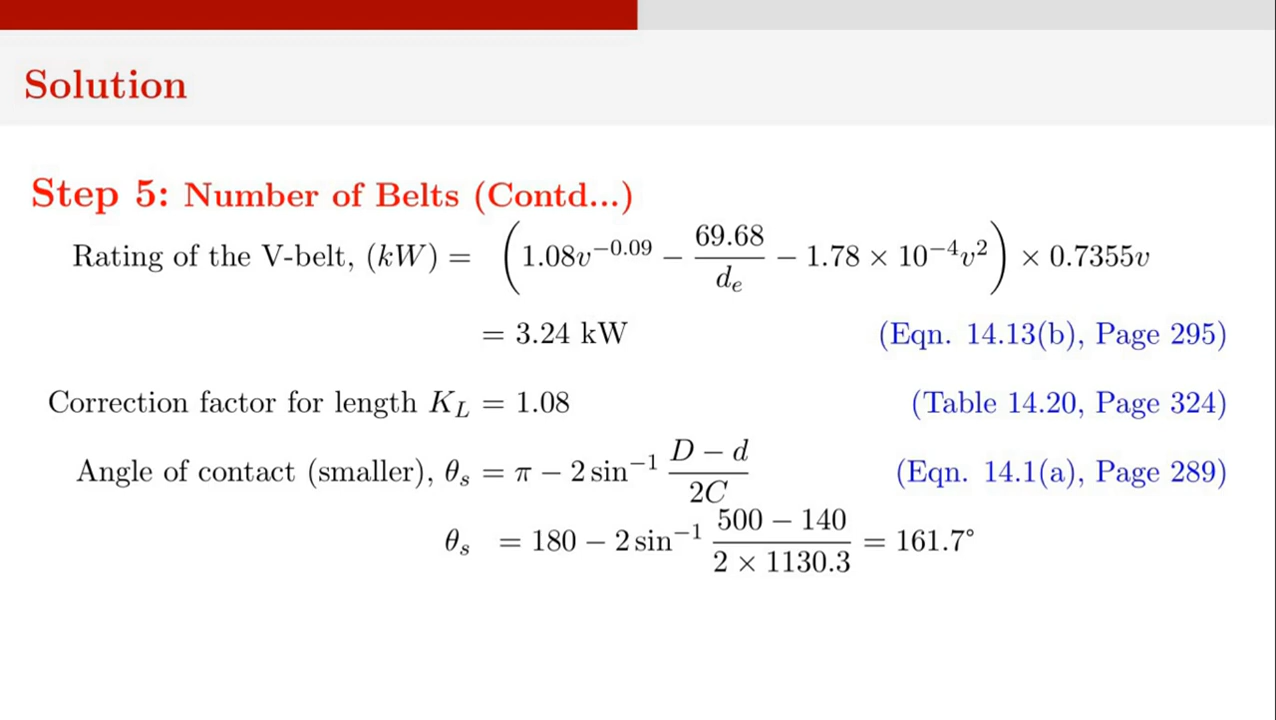 Solution
Step 5: Number of Belts (Contd...)
Rating of the V-belt, (kW) = (1.08v^{-0.09} − \frac{69.68}{d_e} − 1.78 × 10^{-4}v^2) × 0.7355v
= 3.24 kW (Eqn. 14.13(b), Page 295)
Correction factor for length K_L = 1.08 (Table 14.20, Page 324)
Angle of contact (smaller), θ_s = π − 2 sin^{-1} \frac{D − d}{2C} (Eqn. 14.1(a), Page 289)
θ_s = 180 − 2 sin^{-1} \frac{500 − 140}{2 × 1130.3} = 161.7°